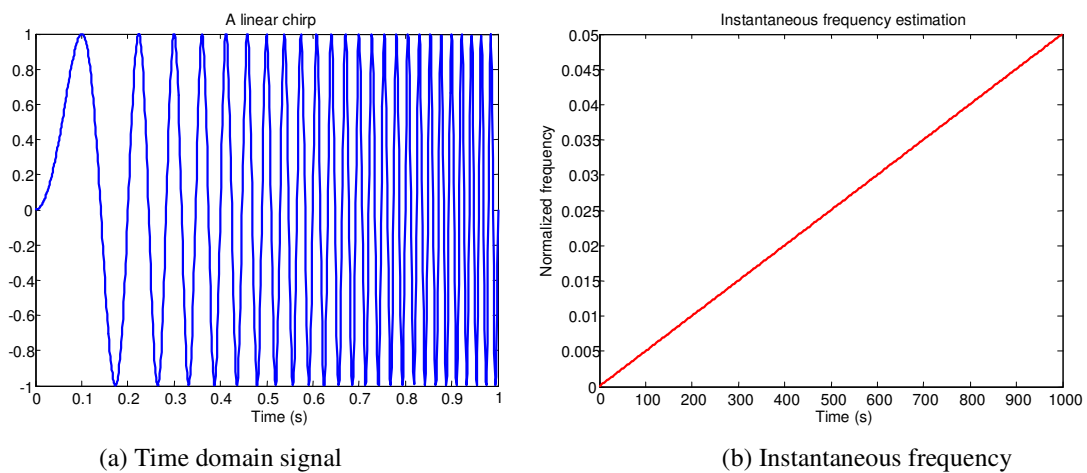 A linear chirp
1
0.8
0.6
0.4
0.2
0
-0.2
-0.4
-0.6
-0.8
-1
0 0.1 0.2 0.3 0.4 0.5 0.6 0.7 0.8 0.9 1
Time (s)
(a) Time domain signal
Instantaneous frequency estimation
Normalized frequency
0.05
0.045
0.04
0.035
0.03
0.025
0.02
0.015
0.01
0.005
0
0 100 200 300 400 500 600 700 800 900 1000
Time (s)
(b) Instantaneous frequency